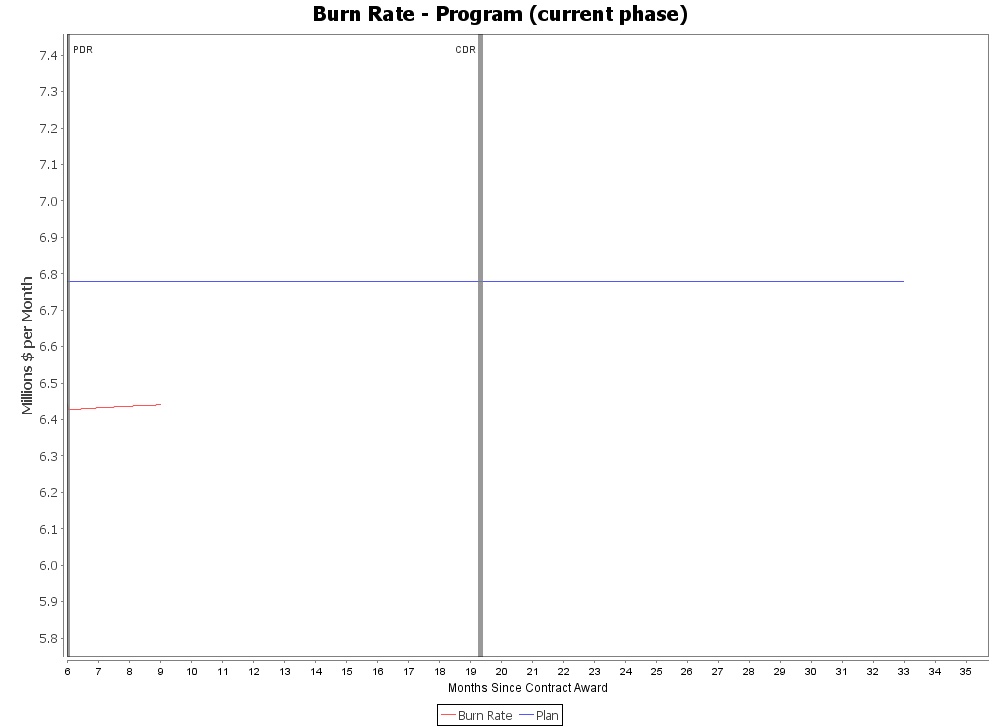 Burn Rate - Program (current phase)
PDR
CDR
7.4
7.3
7.2
7.1
7.0
6.9
6.8
6.7
6.6
6.5
6.4
6.3
6.2
6.1
6.0
5.9
5.8
Millions $ per Month
6 7 8 9 10 11 12 13 14 15 16 17 18 19 20 21 22 23 24 25 26 27 28 29 30 31 32 33 34 35
Months Since Contract Award
Burn Rate Plan